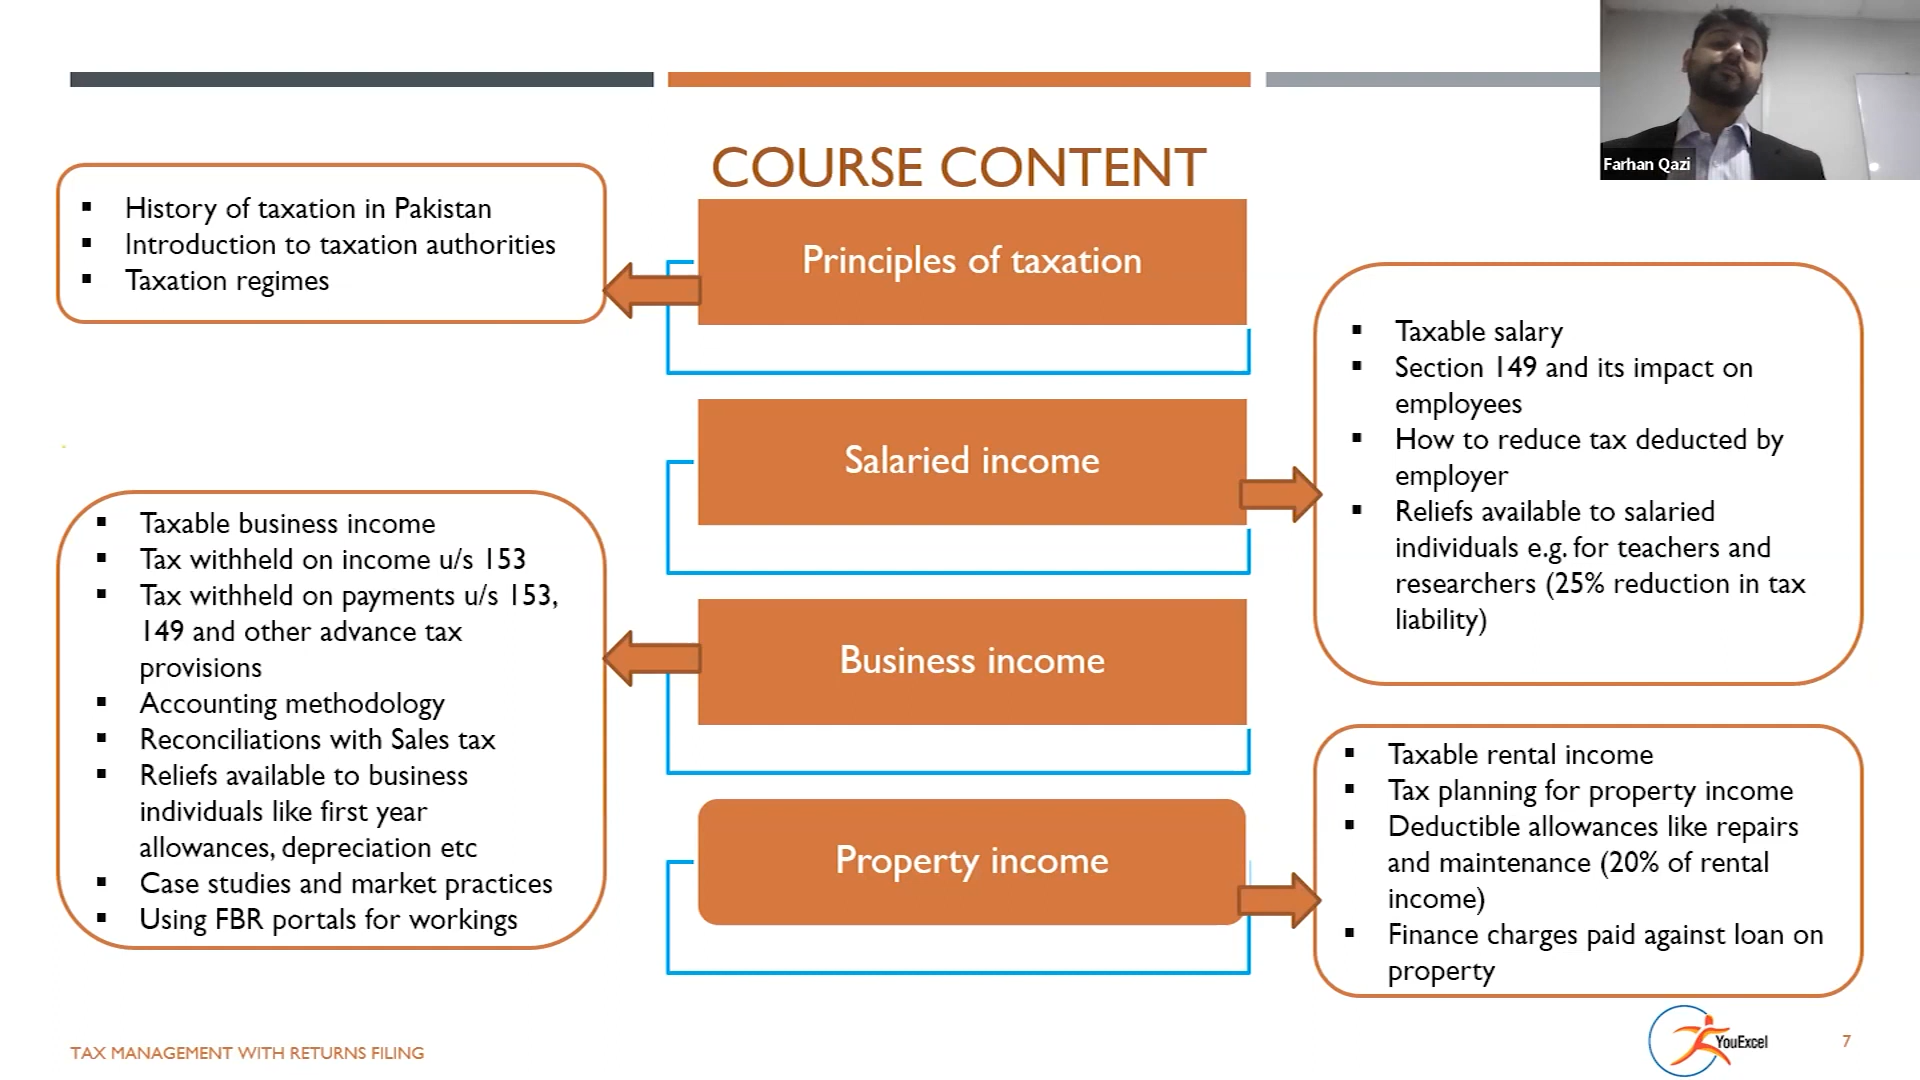 Farhan Qazi
COURSE CONTENT
Principles of taxation
▪ History of taxation in Pakistan
▪ Introduction to taxation authorities
▪ Taxation regimes
Salaried income
▪ Taxable salary
▪ Section 149 and its impact on
employees
▪ How to reduce tax deducted by
employer
▪ Reliefs available to salaried
individuals e.g. for teachers and
researchers (25% reduction in tax
liability)
Business income
▪ Taxable business income
▪ Tax withheld on income u/s 153
▪ Tax withheld on payments u/s 153,
149 and other advance tax
provisions
▪ Accounting methodology
▪ Reconciliations with Sales tax
▪ Reliefs available to business
individuals like first year
allowances, depreciation etc
▪ Case studies and market practices
▪ Using FBR portals for workings
Property income
▪ Taxable rental income
▪ Tax planning for property income
▪ Deductible allowances like repairs
and maintenance (20% of rental
income)
▪ Finance charges paid against loan on
property
TAX MANAGEMENT WITH RETURNS FILING
YouExcel
7